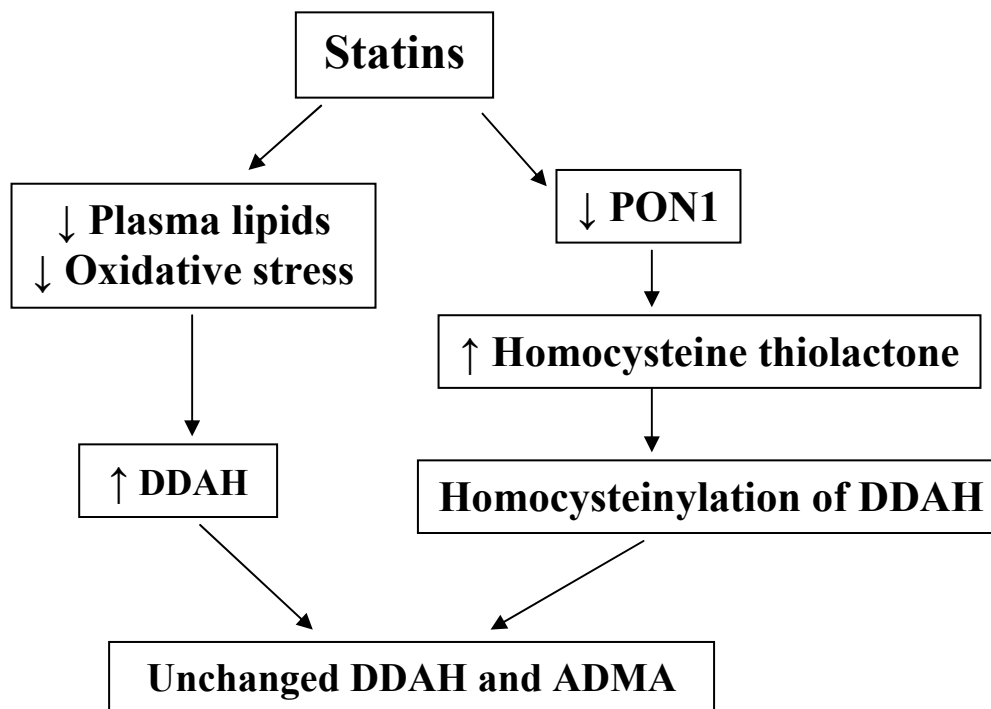 Statins
↓ Plasma lipids
↓ Oxidative stress
↓ PON1
↑ Homocysteine thiolactone
↑ DDAH
Homocysteinylation of DDAH
Unchanged DDAH and ADMA